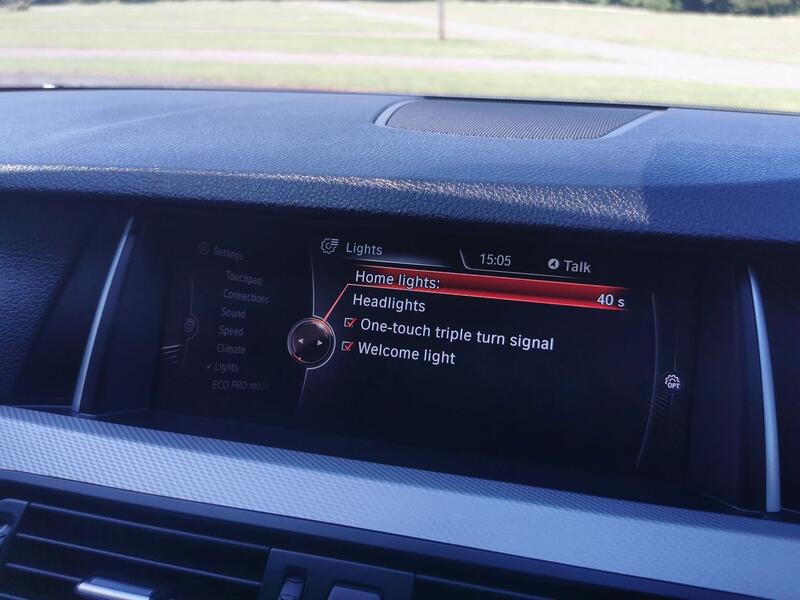 Settings
Touchpad
Connections
Sound
Speed
Climate
Lights
ECO PRO mode
Lights
15:05
Talk
Home lights:
40 s
Headlights
One-touch triple turn signal
Welcome light
OPT